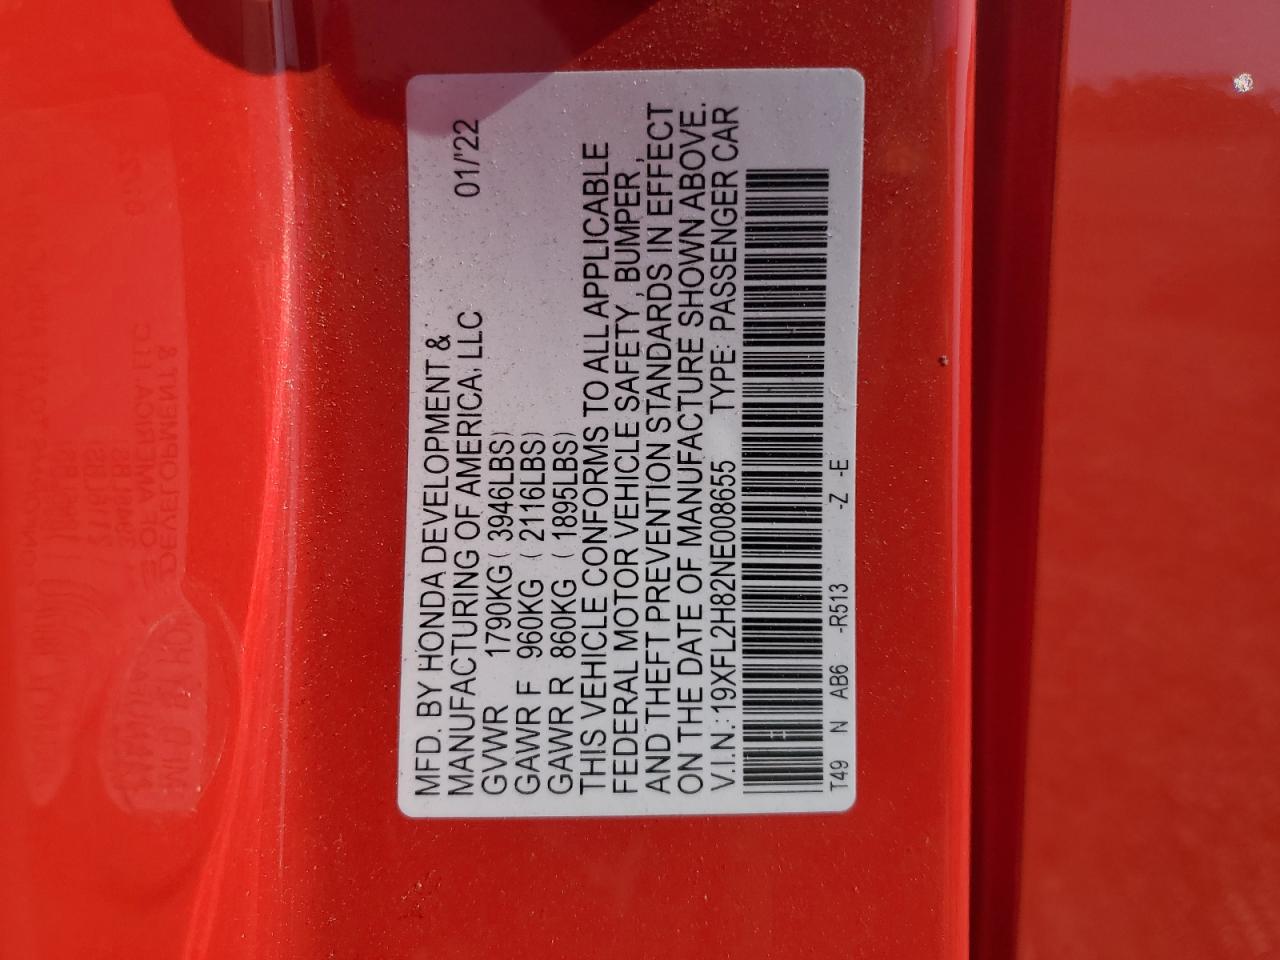 MFD. BY HONDA DEVELOPMENT &
MANUFACTURING OF AMERICA, LLC 01/'22
GVWR 1790KG ( 3946LBS)
GAWR F 960KG ( 2116LBS)
GAWR R 860KG ( 1895LBS)
THIS VEHICLE CONFORMS TO ALL APPLICABLE
FEDERAL MOTOR VEHICLE SAFETY , BUMPER ,
AND THEFT PREVENTION STANDARDS IN EFFECT
ON THE DATE OF MANUFACTURE SHOWN ABOVE.
V.I.N.: 19XFL2H82NE008655 TYPE: PASSENGER CAR
T49 N AB6 -R513 -Z -E